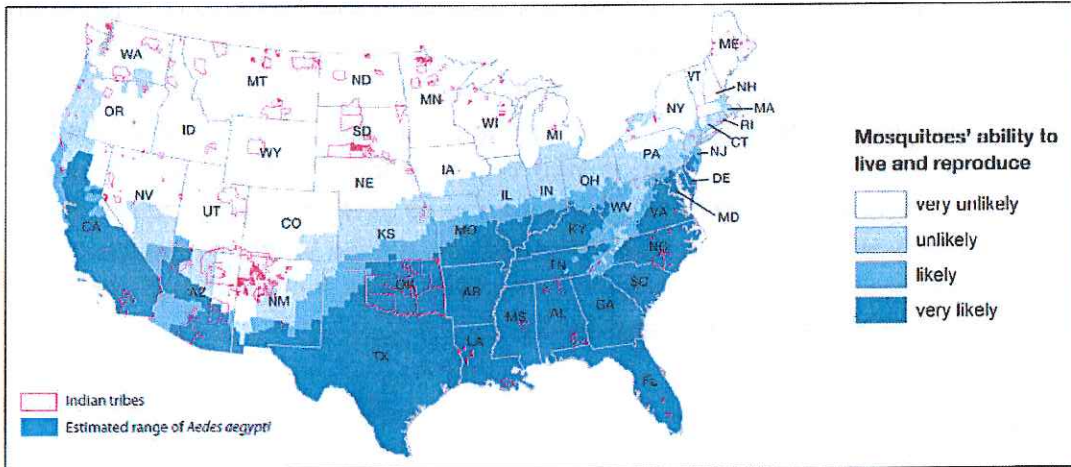 WA
MT
ND
MN
ME
VT
NH
OR
ID
WY
SD
WI
MI
NY
MA
RI
CT
NV
UT
CO
NE
IA
IL
IN
OH
PA
NJ
DE
MD
CA
AZ
NM
KS
MO
KY
WV
VA
OK
AR
TN
NC
SC
TX
LA
MS
AL
GA
FL
Mosquitoes' ability to
live and reproduce
very unlikely
unlikely
likely
very likely
Indian tribes
Estimated range of Aedes aegypti